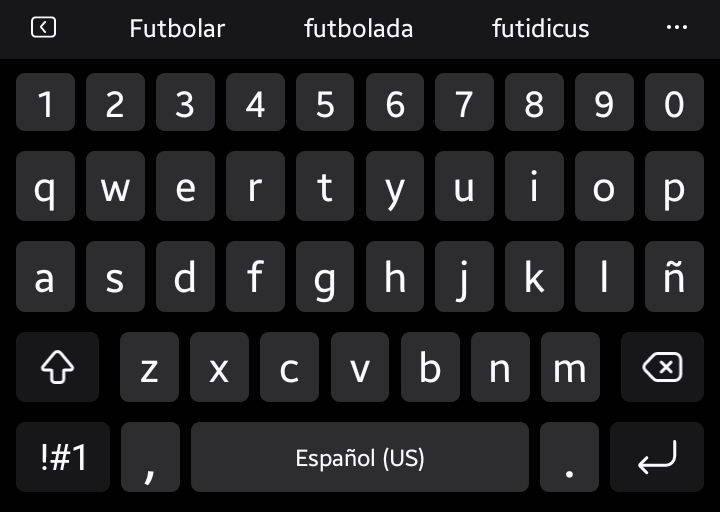 Futbolar futbolada futidicus ...
1 2 3 4 5 6 7 8 9 0
q w e r t y u i o p
a s d f g h j k l ñ
z x c v b n m
!#1 , Español (US) .